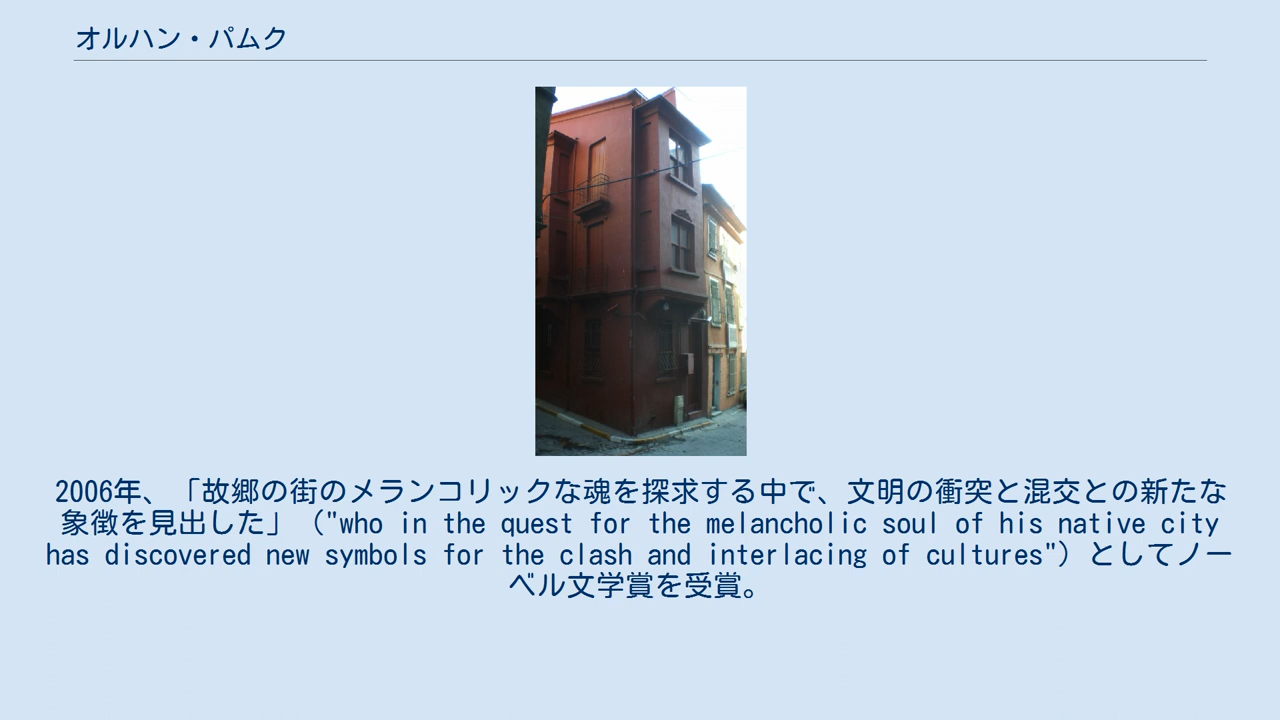 オルハン・パムク
2006年、「故郷の街のメランコリックな魂を探求する中で、文明の衝突と混交との新たな
象徴を見出した」（"who in the quest for the melancholic soul of his native city
has discovered new symbols for the clash and interlacing of cultures"）としてノー
ベル文学賞を受賞。